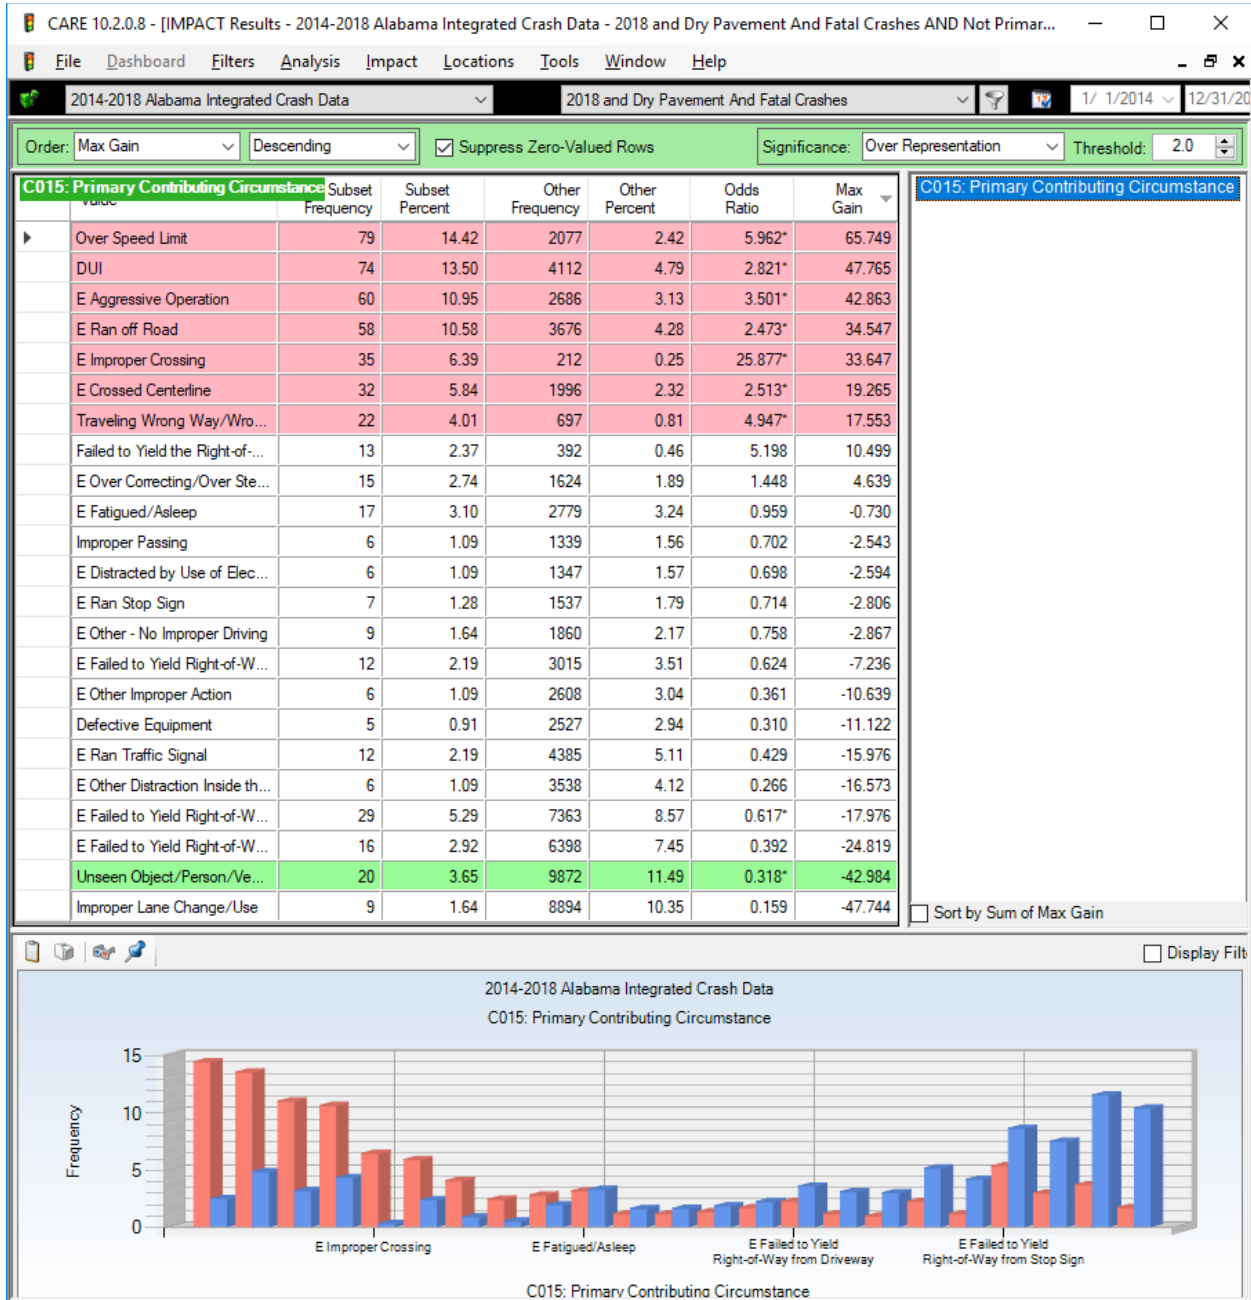 CARE 10.2.0.8 - [IMPACT Results - 2014-2018 Alabama Integrated Crash Data - 2018 and Dry Pavement And Fatal Crashes AND Not Primar...
File Dashboard Filters Analysis Impact Locations Tools Window Help
2014-2018 Alabama Integrated Crash Data 2018 and Dry Pavement And Fatal Crashes 1/ 1/2014 12/31/20
Order: Max Gain Descending Suppress Zero-Valued Rows Significance: Over Representation Threshold: 2.0
C015: Primary Contributing Circumstance Subset Frequency Subset Percent Other Frequency Other Percent Odds Ratio Max Gain
C015: Primary Contributing Circumstance
Over Speed Limit 79 14.42 2077 2.42 5.962* 65.749
DUI 74 13.50 4112 4.79 2.821* 47.765
E Aggressive Operation 60 10.95 2686 3.13 3.501* 42.863
E Ran off Road 58 10.58 3676 4.28 2.473* 34.547
E Improper Crossing 35 6.39 212 0.25 25.877* 33.647
E Crossed Centerline 32 5.84 1996 2.32 2.513* 19.265
Traveling Wrong Way/Wro... 22 4.01 697 0.81 4.947* 17.553
Failed to Yield the Right-of-... 13 2.37 392 0.46 5.198 10.499
E Over Correcting/Over Ste... 15 2.74 1624 1.89 1.448 4.639
E Fatigued/Asleep 17 3.10 2779 3.24 0.959 -0.730
Improper Passing 6 1.09 1339 1.56 0.702 -2.543
E Distracted by Use of Elec... 6 1.09 1347 1.57 0.698 -2.594
E Ran Stop Sign 7 1.28 1537 1.79 0.714 -2.806
E Other - No Improper Driving 9 1.64 1860 2.17 0.758 -2.867
E Failed to Yield Right-of-W... 12 2.19 3015 3.51 0.624 -7.236
E Other Improper Action 6 1.09 2608 3.04 0.361 -10.639
Defective Equipment 5 0.91 2527 2.94 0.310 -11.122
E Ran Traffic Signal 12 2.19 4385 5.11 0.429 -15.976
E Other Distraction Inside th... 6 1.09 3538 4.12 0.266 -16.573
E Failed to Yield Right-of-W... 29 5.29 7363 8.57 0.617* -17.976
E Failed to Yield Right-of-W... 16 2.92 6398 7.45 0.392 -24.819
Unseen Object/Person/Ve... 20 3.65 9872 11.49 0.318* -42.984
Improper Lane Change/Use 9 1.64 8894 10.35 0.159 -47.744
Sort by Sum of Max Gain
Display Filt
2014-2018 Alabama Integrated Crash Data
C015: Primary Contributing Circumstance
15
10
5
0
Frequency
E Improper Crossing
E Fatigued/Asleep
E Failed to Yield
Right-of-Way from Driveway
E Failed to Yield
Right-of-Way from Stop Sign
C015: Primary Contributing Circumstance